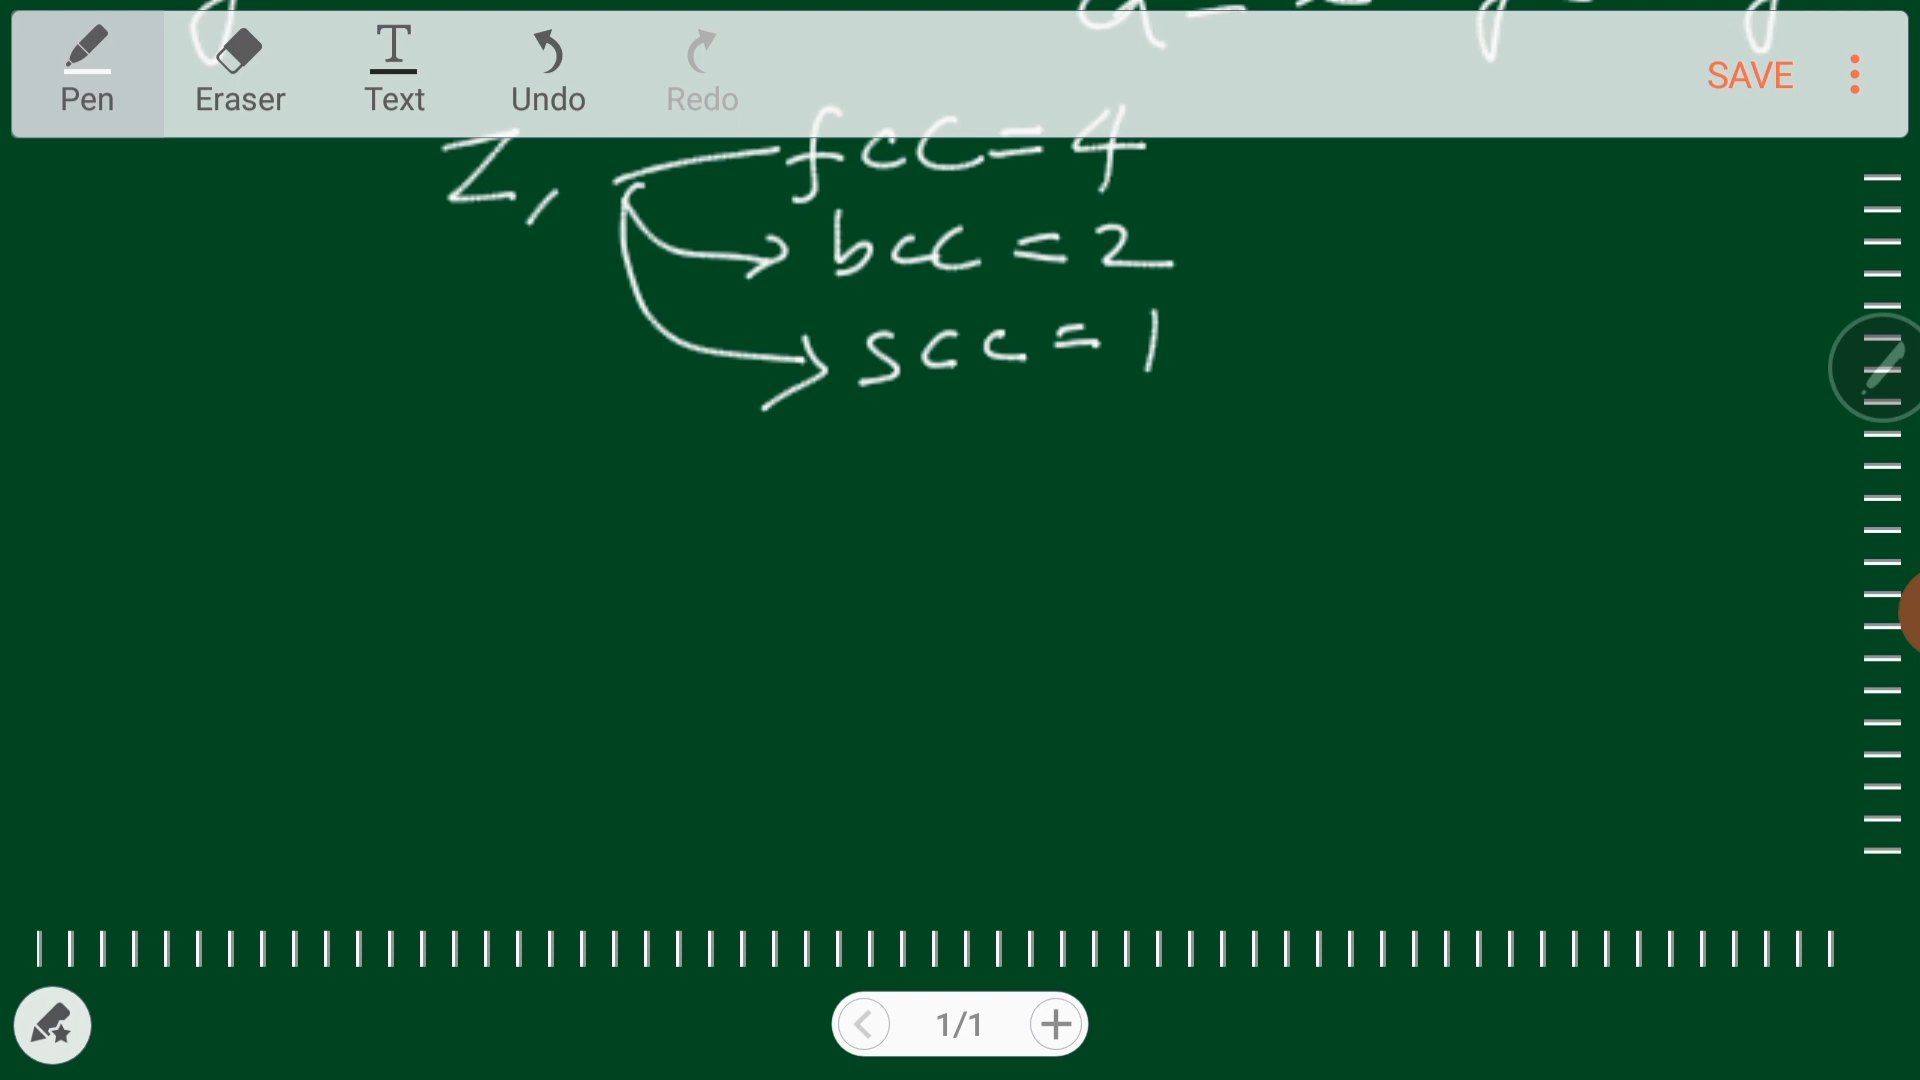 Pen Eraser Text Undo Redo SAVE
Z, fcc = 4
bcc = 2
scc = 1
1/1